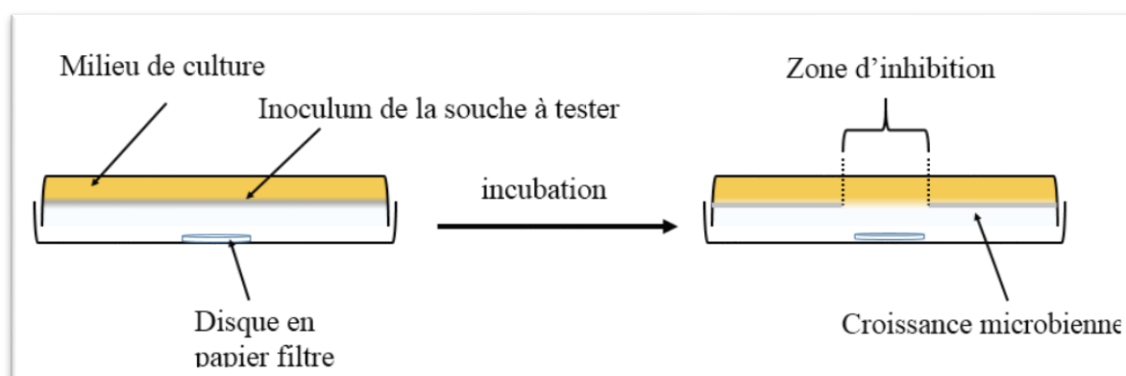 Milieu de culture
Inoculum de la souche à tester
Zone d'inhibition
incubation
Disque en
papier filtre
Croissance microbienne